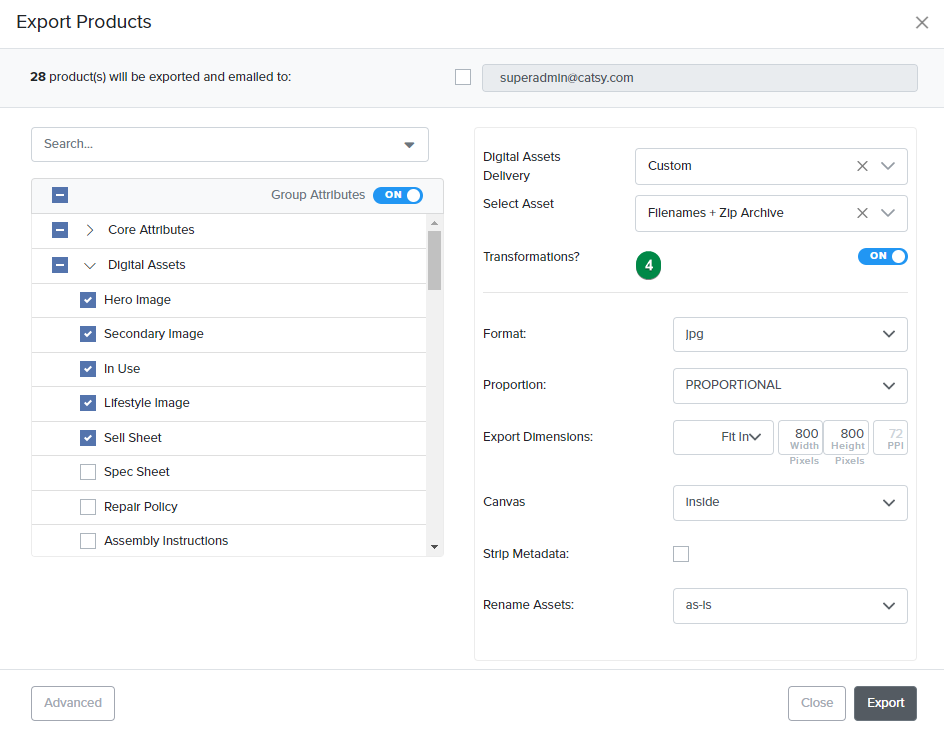 Export Products
28 product(s) will be exported and emailed to:
superadmin@catsy.com
Search...
Group Attributes ON
Core Attributes
Digital Assets
Hero Image
Secondary Image
In Use
Lifestyle Image
Sell Sheet
Spec Sheet
Repair Policy
Assembly Instructions
Digital Assets
Delivery
Custom
Select Asset
Filenames + Zip Archive
Transformations?
4
ON
Format:
jpg
Proportion:
PROPORTIONAL
Export Dimensions:
Fit In
800
Width
Pixels
800
Height
Pixels
72
PPI
Canvas
Inside
Strip Metadata:
Rename Assets:
as-is
Advanced
Close
Export